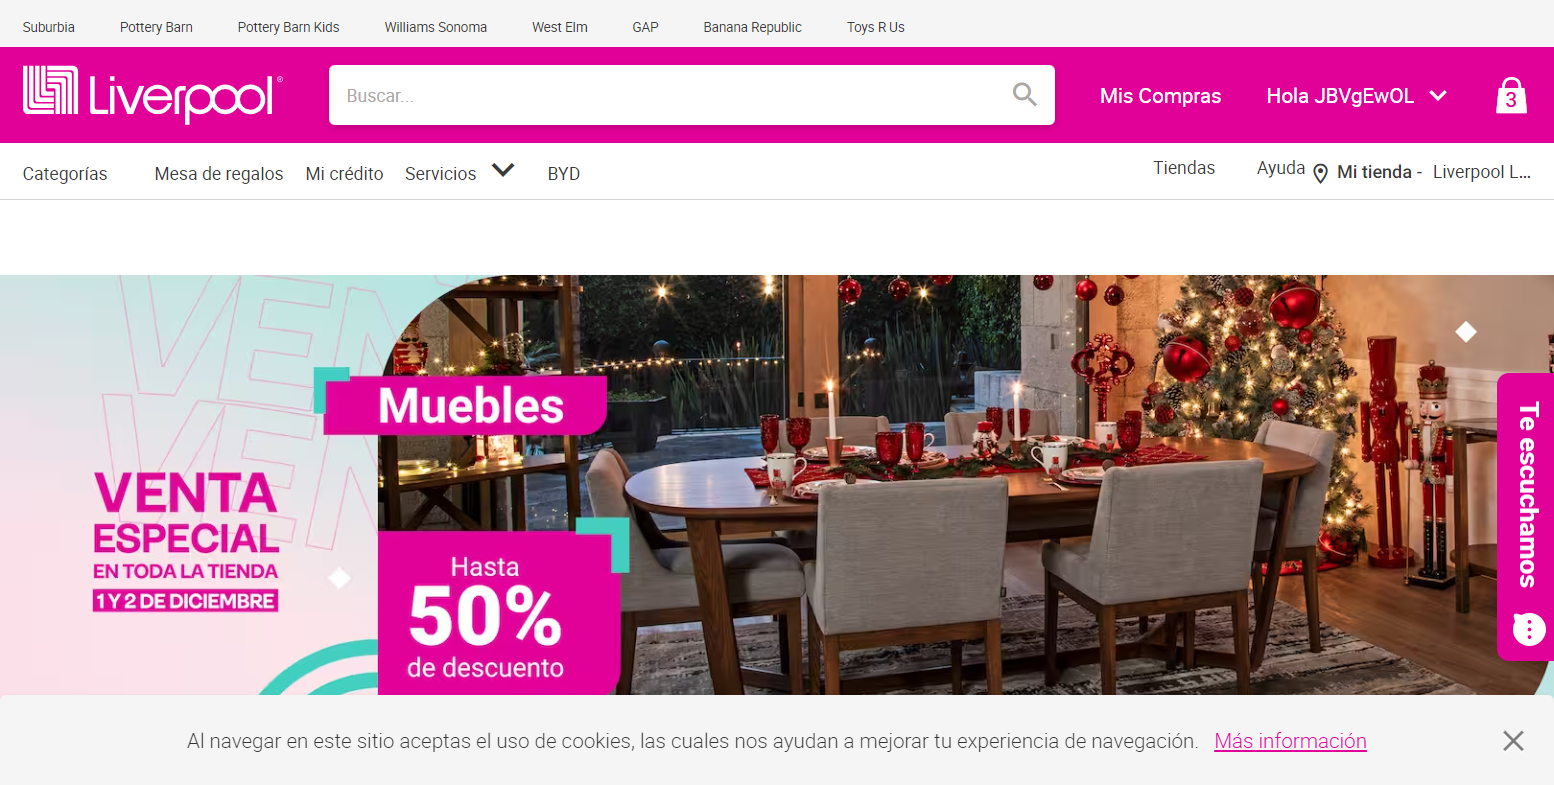 Suburbia Pottery Barn Pottery Barn Kids Williams Sonoma West Elm GAP Banana Republic Toys R Us
Liverpool®
Buscar...
Mis Compras
Hola JBVgEwOL
3
Categorías Mesa de regalos Mi crédito Servicios BYD
Tiendas Ayuda Mi tienda - Liverpool L...
VEN
VEN
Muebles
VENTA
ESPECIAL
EN TODA LA TIENDA
1 Y 2 DE DICIEMBRE
Hasta
50%
de descuento
Te escuchamos
Al navegar en este sitio aceptas el uso de cookies, las cuales nos ayudan a mejorar tu experiencia de navegación. Más información